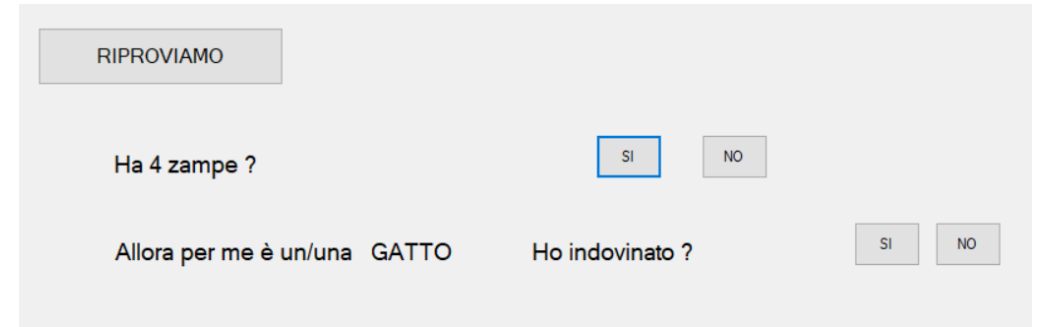 RIPROVIAMO
Ha 4 zampe ? SI NO
Allora per me è un/una GATTO Ho indovinato ? SI NO